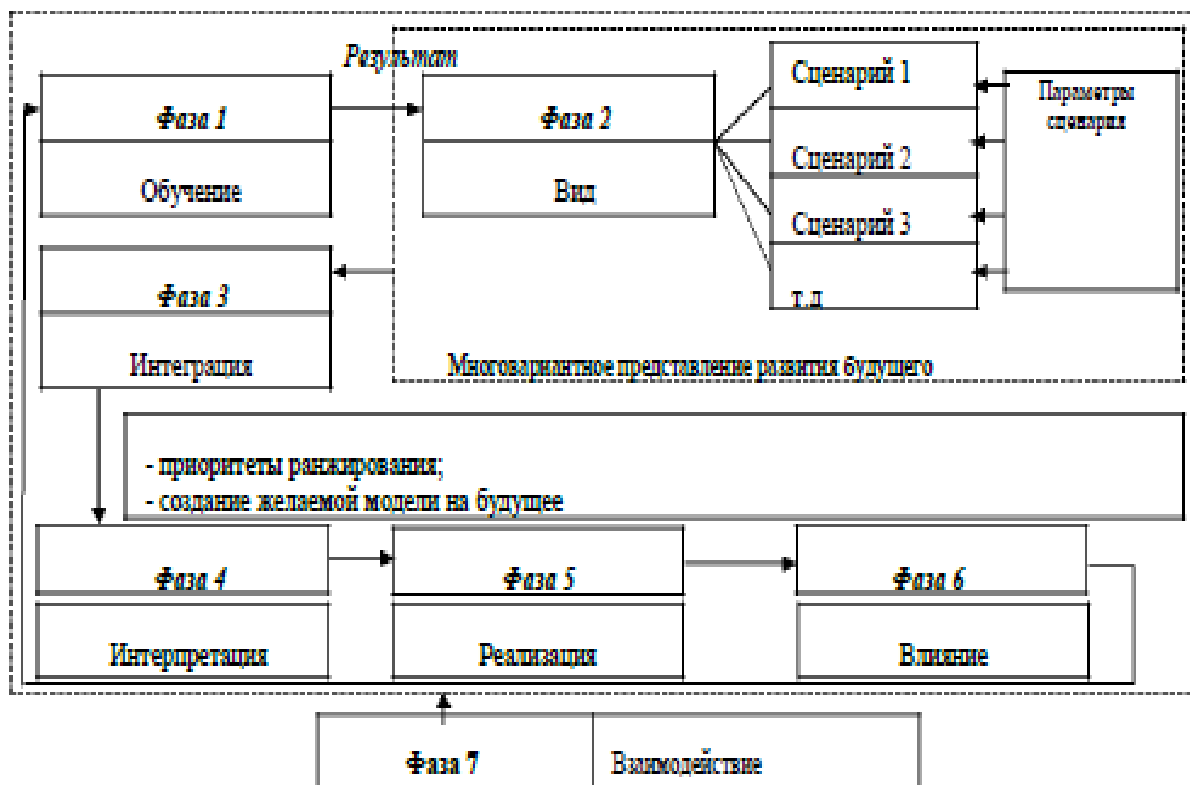 Результат
Фаза 1
Обучение
Фаза 2
Вид
Сценарий 1
Сценарий 2
Сценарий 3
т.д
Параметры
сценария
Фаза 3
Интеграция
Многовариантное представление развития будущего
- приоритеты ранжирования;
- создание желаемой модели на будущее
Фаза 4
Интерпретация
Фаза 5
Реализация
Фаза 6
Влияние
Фаза 7
Взаимодействие